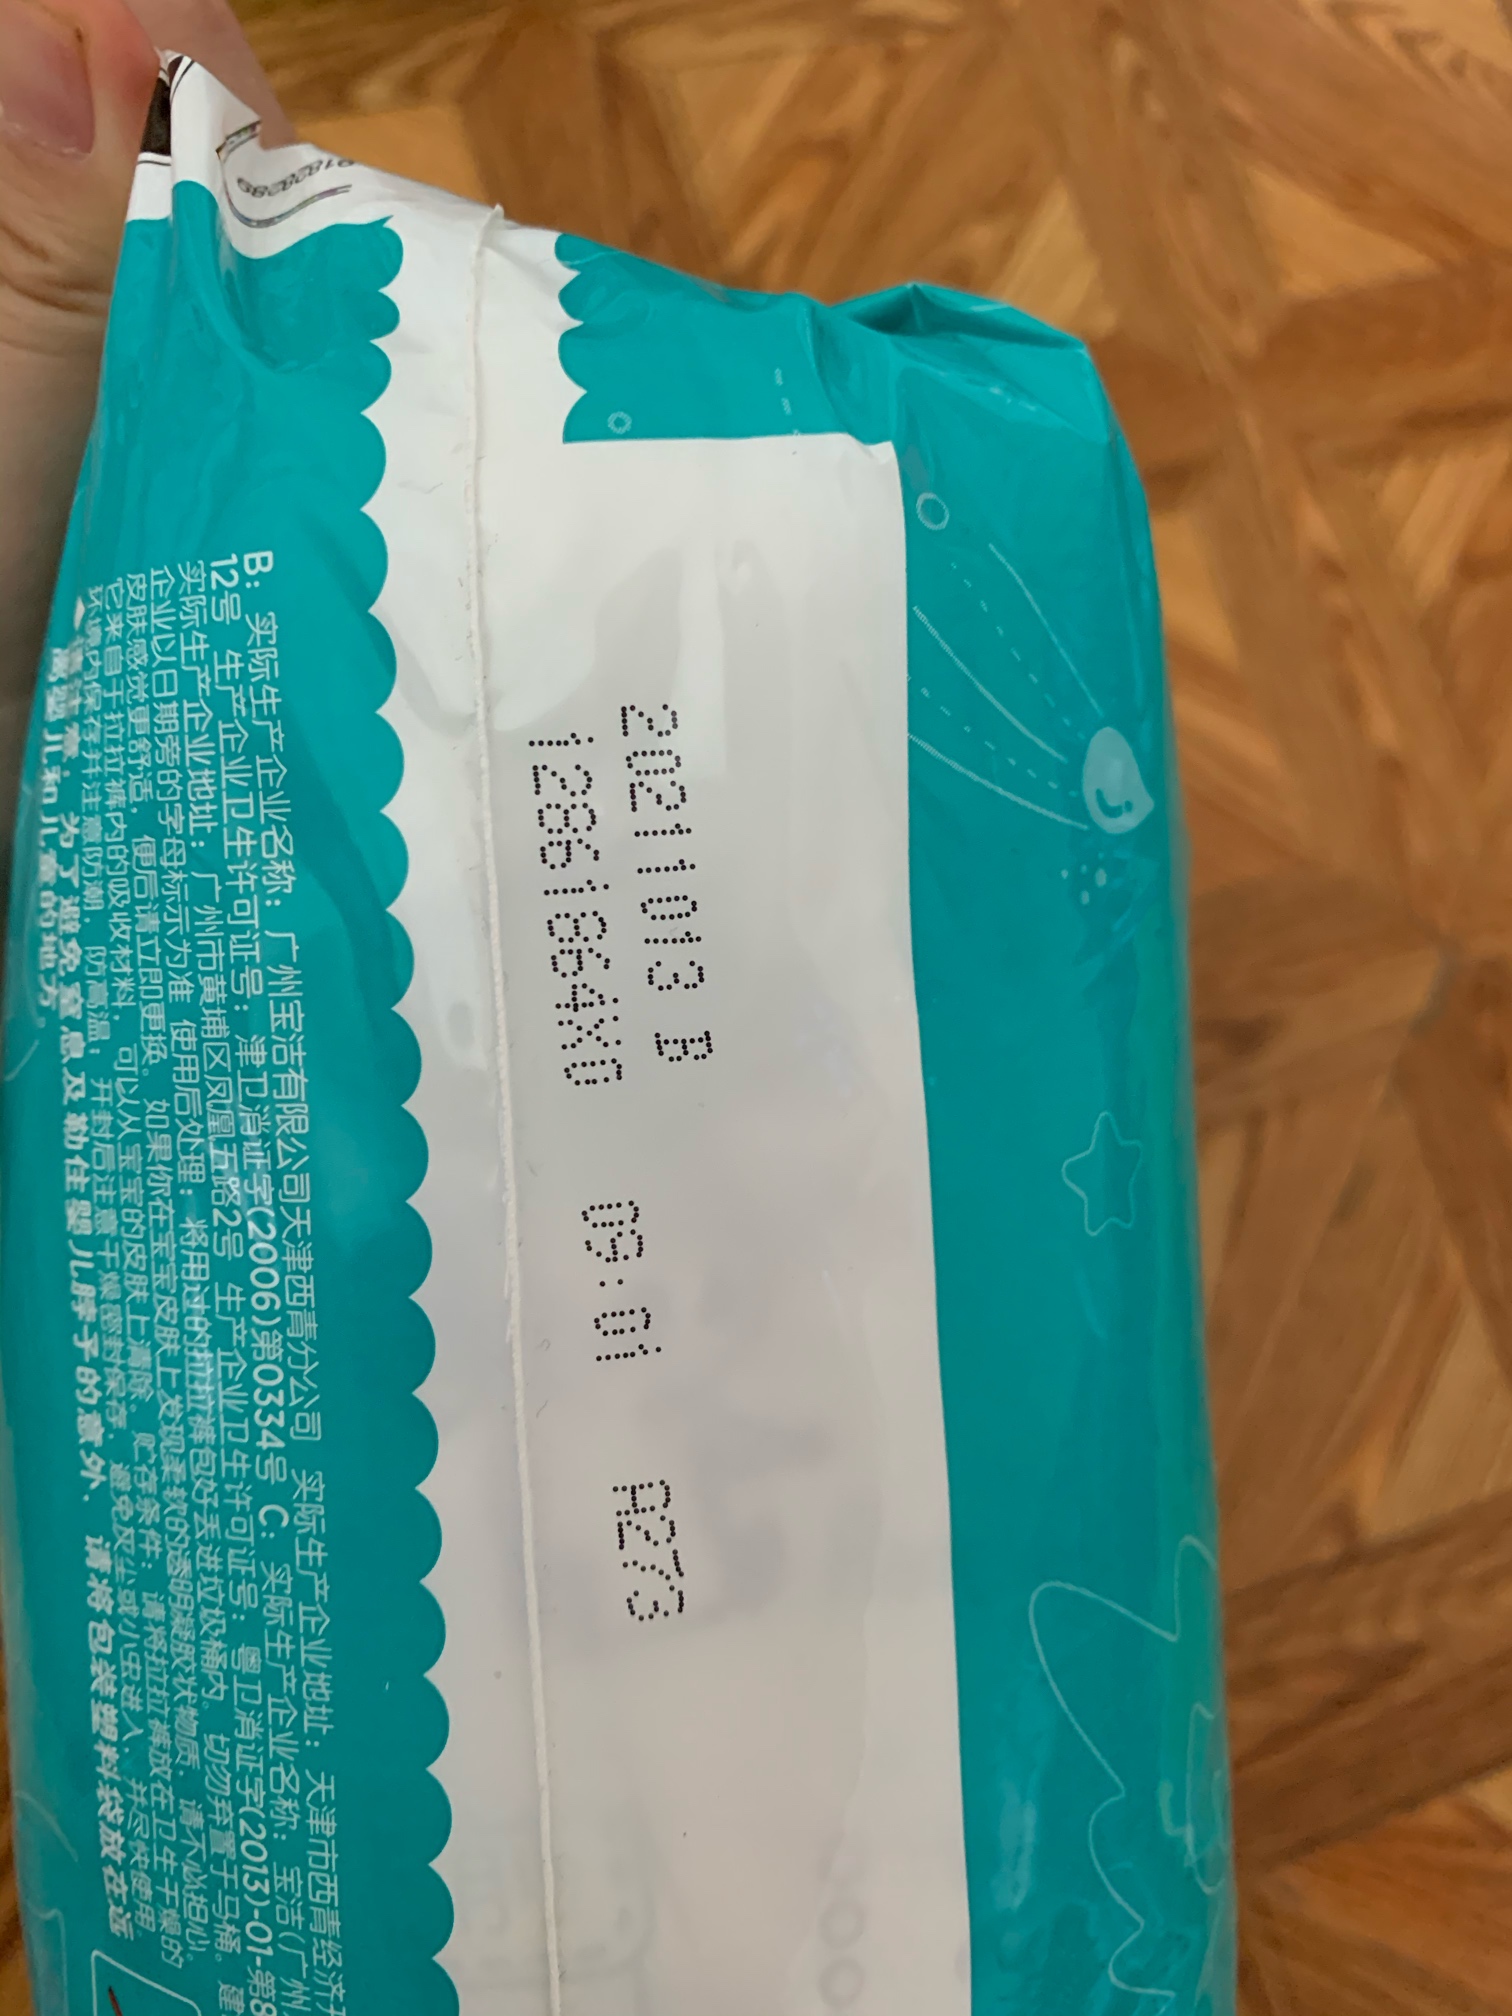 20211013 B
12861864X0 09:01 A273
B: 实际生产企业名称: 广州宝洁有限公司天津西青分公司 实际生产企业地址: 天津市西青经济开
12号 生产企业卫生许可证号: 津卫消证字(2006)第0334号 C: 实际生产企业名称: 宝洁(广州
实际生产企业地址: 广州市黄埔区凤凰五路2号 生产企业卫生许可证号: 粤卫消证字(2013)-01-第8
企业以日期旁的字母标示为准 使用后处理: 将用过的拉拉裤包好丢进垃圾桶内。切勿弃置于马桶。建
皮肤感觉更舒适, 便后请立即更换。如果你在宝宝皮肤上发现柔软的透明凝胶状物质, 请不必担心。
它来自于拉拉裤内的吸收材料, 可以从宝宝的皮肤上清除。贮存条件: 请将拉拉裤放在卫生干燥的
环境内保存并注意防潮, 防高温; 开封后注意干燥密封保存, 避免灰尘或小虫进入, 并尽快使用。
为了避免窒息及勒住婴儿脖子的意外, 请将包装塑料袋放在远
离婴儿和儿童的地方。